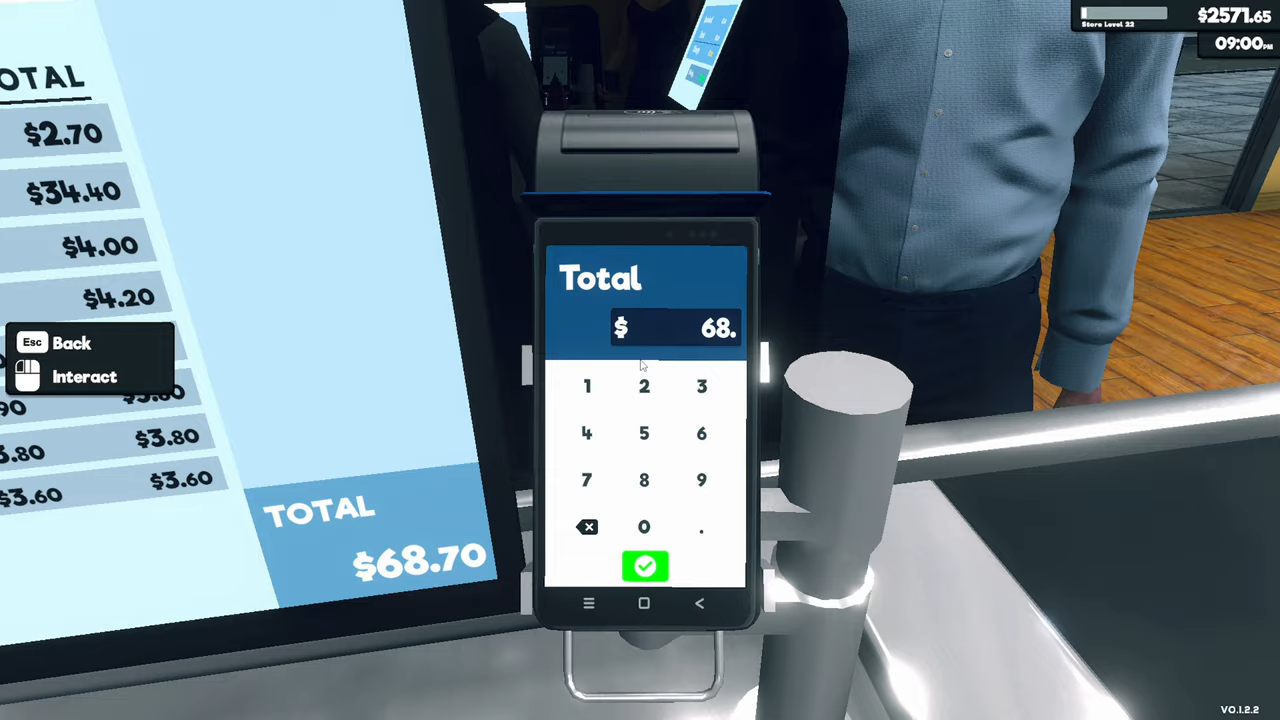 OTAL
$2.70
$34.40
$4.00
$4.20
90
3.80 $3.80
$3.60 $3.60
TOTAL
$68.70
Esc Back
Interact
Total
$ 68.
1 2 3
4 5 6
7 8 9
0 .
Store Level 22
$2571.65
09:00PM
V0.1.2.2